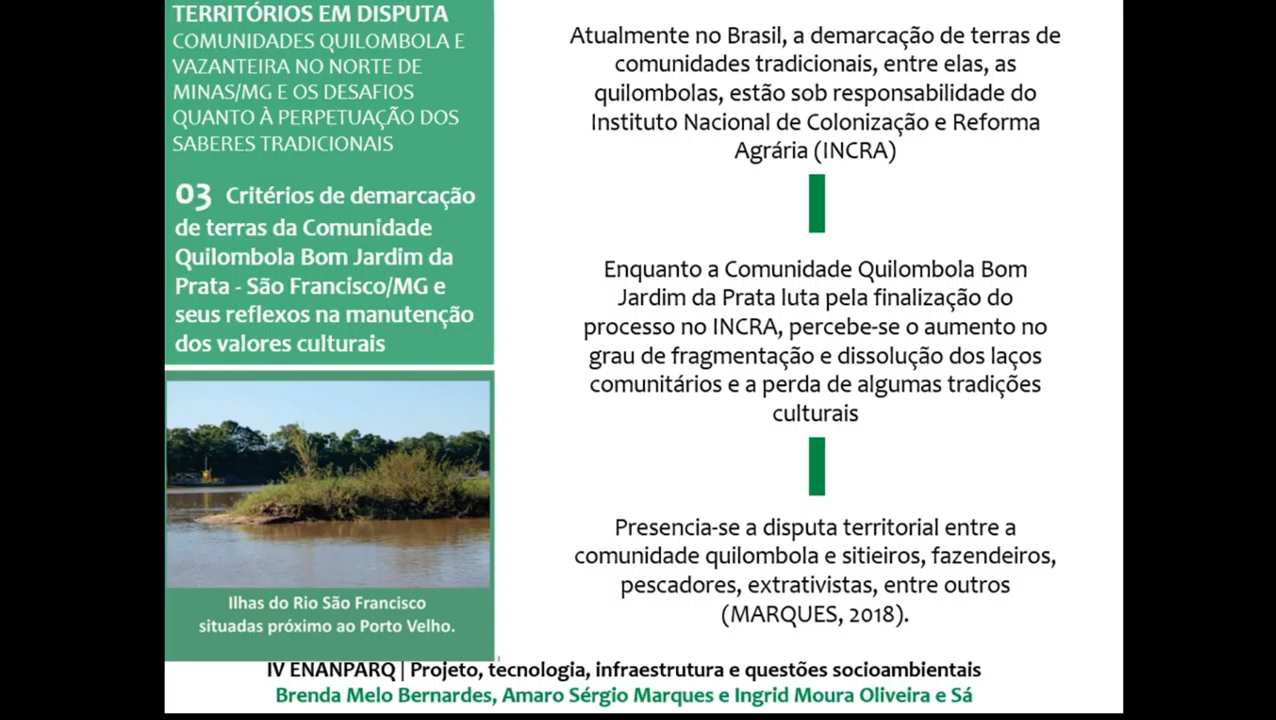 TERRITÓRIOS EM DISPUTA
COMUNIDADES QUILOMBOLA E
VAZANTEIRA NO NORTE DE
MINAS/MG E OS DESAFIOS
QUANTO À PERPETUAÇÃO DOS
SABERES TRADICIONAIS
03 Critérios de demarcação
de terras da Comunidade
Quilombola Bom Jardim da
Prata - São Francisco/MG e
seus reflexos na manutenção
dos valores culturais
Ilhas do Rio São Francisco
situadas próximo ao Porto Velho.
Atualmente no Brasil, a demarcação de terras de
comunidades tradicionais, entre elas, as
quilombolas, estão sob responsabilidade do
Instituto Nacional de Colonização e Reforma
Agrária (INCRA)
Enquanto a Comunidade Quilombola Bom
Jardim da Prata luta pela finalização do
processo no INCRA, percebe-se o aumento no
grau de fragmentação e dissolução dos laços
comunitários e a perda de algumas tradições
culturais
Presencia-se a disputa territorial entre a
comunidade quilombola e sitieiros, fazendeiros,
pescadores, extrativistas, entre outros
(MARQUES, 2018).
IV ENANPARQ | Projeto, tecnologia, infraestrutura e questões socioambientais
Brenda Melo Bernardes, Amaro Sérgio Marques e Ingrid Moura Oliveira e Sá